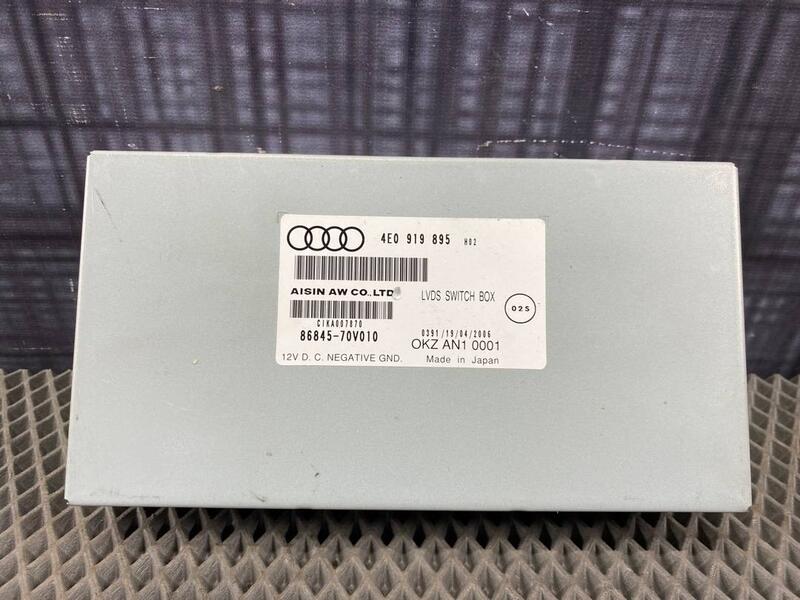 4E0 919 895 H02
AISIN AW CO.,LTD
LVDS SWITCH BOX
02S
CIKA007870
86845-70V010
0391/19/04/2006
OKZ AN1 0001
12V D. C. NEGATIVE GND.
Made in Japan